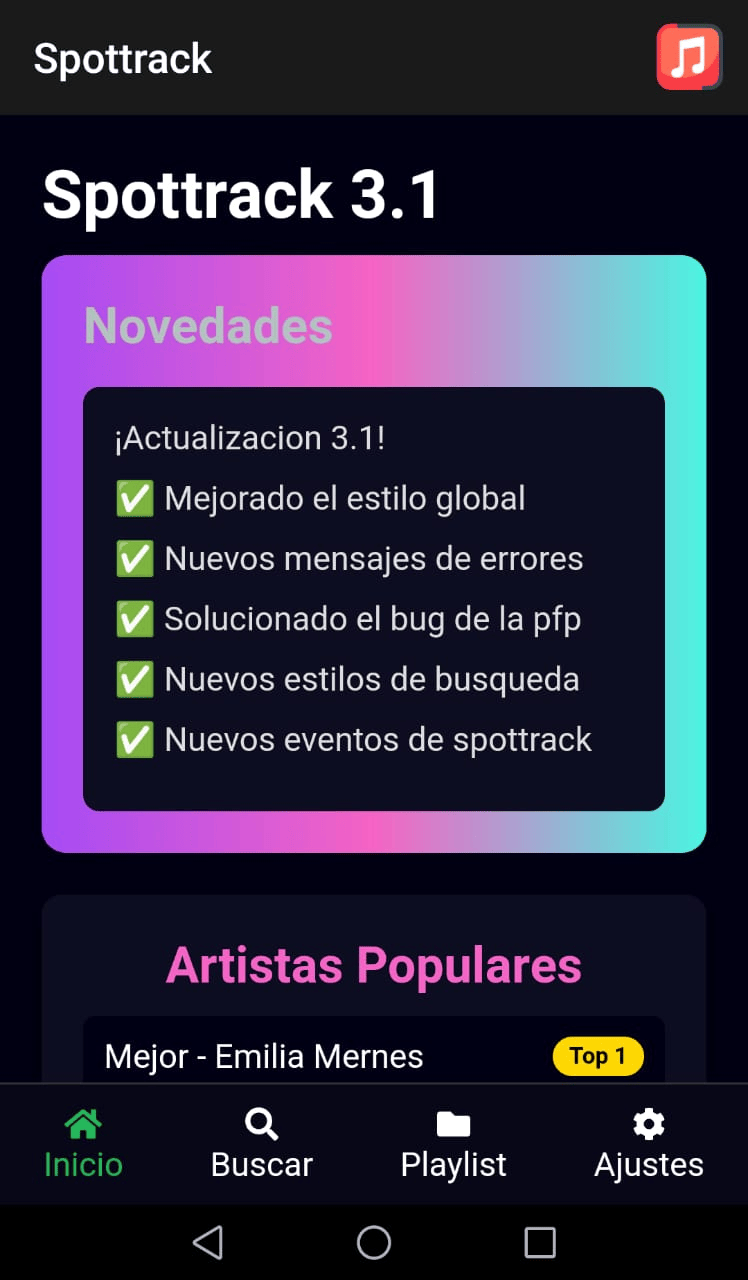 Spottrack
Spottrack 3.1
Novedades
¡Actualizacion 3.1!
✅ Mejorado el estilo global
✅ Nuevos mensajes de errores
✅ Solucionado el bug de la pfp
✅ Nuevos estilos de busqueda
✅ Nuevos eventos de spottrack
Artistas Populares
Mejor - Emilia Mernes Top 1
Inicio Buscar Playlist Ajustes